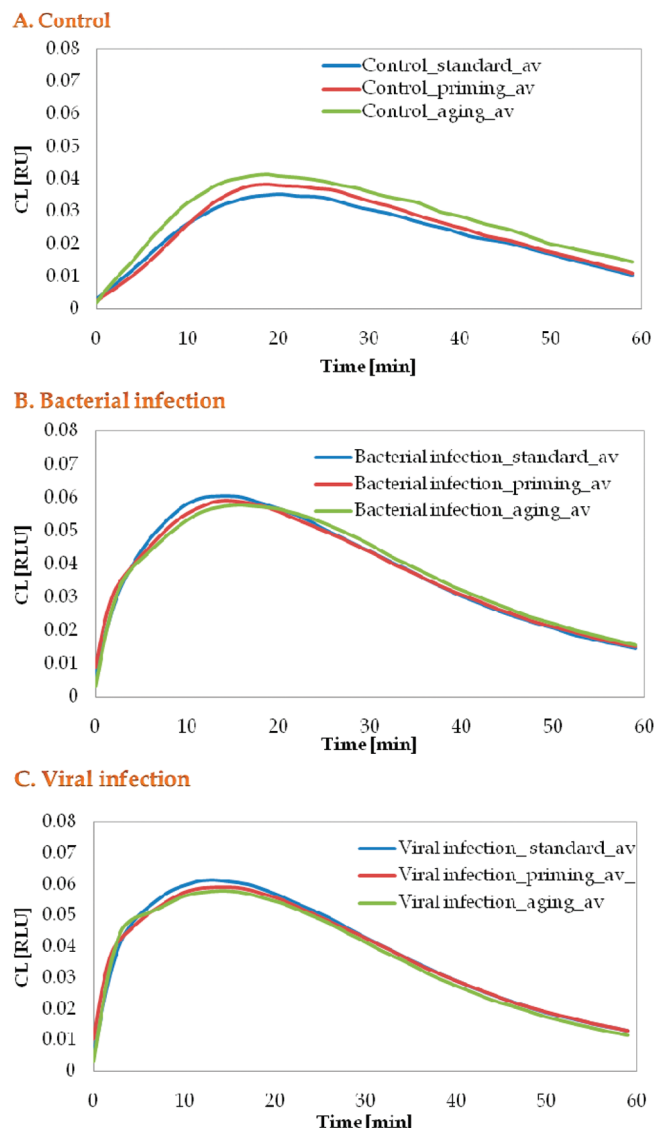 A. Control
0.08
0.07
0.06
0.05
0.04
0.03
0.02
0.01
0
CL [RU]
Control_standard_av
Control_priming_av
Control_aging_av
0 10 20 30 40 50 60
Time [min]
B. Bacterial infection
0.08
0.07
0.06
0.05
0.04
0.03
0.02
0.01
0
CL [RLU]
Bacterial infection_standard_av
Bacterial infection_priming_av
Bacterial infection_aging_av
0 10 20 30 40 50 60
Time [min]
C. Viral infection
0.08
0.07
0.06
0.05
0.04
0.03
0.02
0.01
0
CL [RLU]
Viral infection_ standard_av
Viral infection_priming_av_
Viral infection_aging_av
0 10 20 30 40 50 60
Time [min]